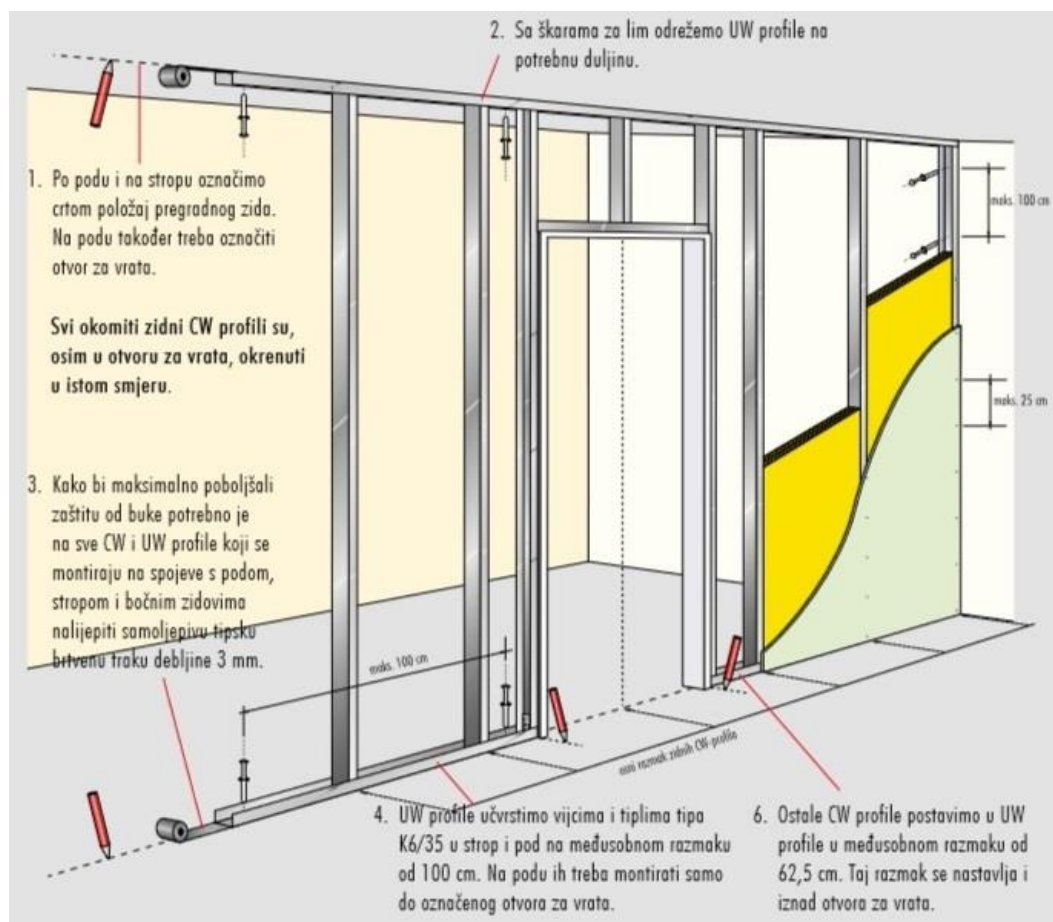 2. Sa škarama za lim odrežemo UW profile na
potrebnu duljinu.
1. Po podu i na stropu označimo
crtom položaj pregradnog zida.
Na podu također treba označiti
otvor za vrata.
Svi okomiti zidni CW profili su,
osim u otvoru za vrata, okrenuti
u istom smjeru.
maks. 100 cm
maks. 25 cm
3. Kako bi maksimalno poboljšali
zaštitu od buke potrebno je
na sve CW i UW profile koji se
montiraju na spojeve s podom,
stropom i bočnim zidovima
nalijepiti samoljepivu tipsku
brtvenu traku debljine 3 mm.
maks. 100 cm
razmak zidnih CW-profila
4. UW profile učvrstimo vijcima i tiplima tipa
K6/35 u strop i pod na međusobnom razmaku
od 100 cm. Na podu ih treba montirati samo
do označenog otvora za vrata.
6. Ostale CW profile postavimo u UW
profile u međusobnom razmaku od
62,5 cm. Taj razmak se nastavlja i
iznad otvora za vrata.